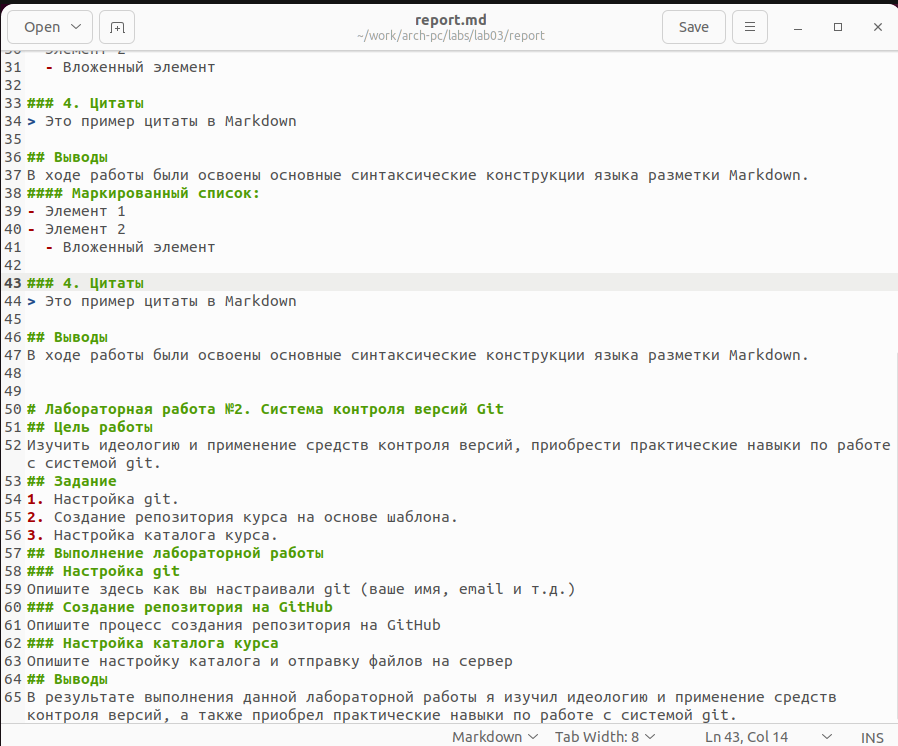 Open
report.md
~/work/arch-pc/labs/lab03/report
Save
30 - Элемент 2
31   - Вложенный элемент
32
33 ### 4. Цитаты
34 > Это пример цитаты в Markdown
35
36 ## Выводы
37 В ходе работы были освоены основные синтаксические конструкции языка разметки Markdown.
38 #### Маркированный список:
39 - Элемент 1
40 - Элемент 2
41   - Вложенный элемент
42
43 ### 4. Цитаты
44 > Это пример цитаты в Markdown
45
46 ## Выводы
47 В ходе работы были освоены основные синтаксические конструкции языка разметки Markdown.
48
49
50 # Лабораторная работа №2. Система контроля версий Git
51 ## Цель работы
52 Изучить идеологию и применение средств контроля версий, приобрести практические навыки по работе
с системой git.
53 ## Задание
54 1. Настройка git.
55 2. Создание репозитория курса на основе шаблона.
56 3. Настройка каталога курса.
57 ## Выполнение лабораторной работы
58 ### Настройка git
59 Опишите здесь как вы настраивали git (ваше имя, email и т.д.)
60 ### Создание репозитория на GitHub
61 Опишите процесс создания репозитория на GitHub
62 ### Настройка каталога курса
63 Опишите настройку каталога и отправку файлов на сервер
64 ## Выводы
65 В результате выполнения данной лабораторной работы я изучил идеологию и применение средств
контроля версий, а также приобрел практические навыки по работе с системой git.
Markdown Tab Width: 8 Ln 43, Col 14 INS